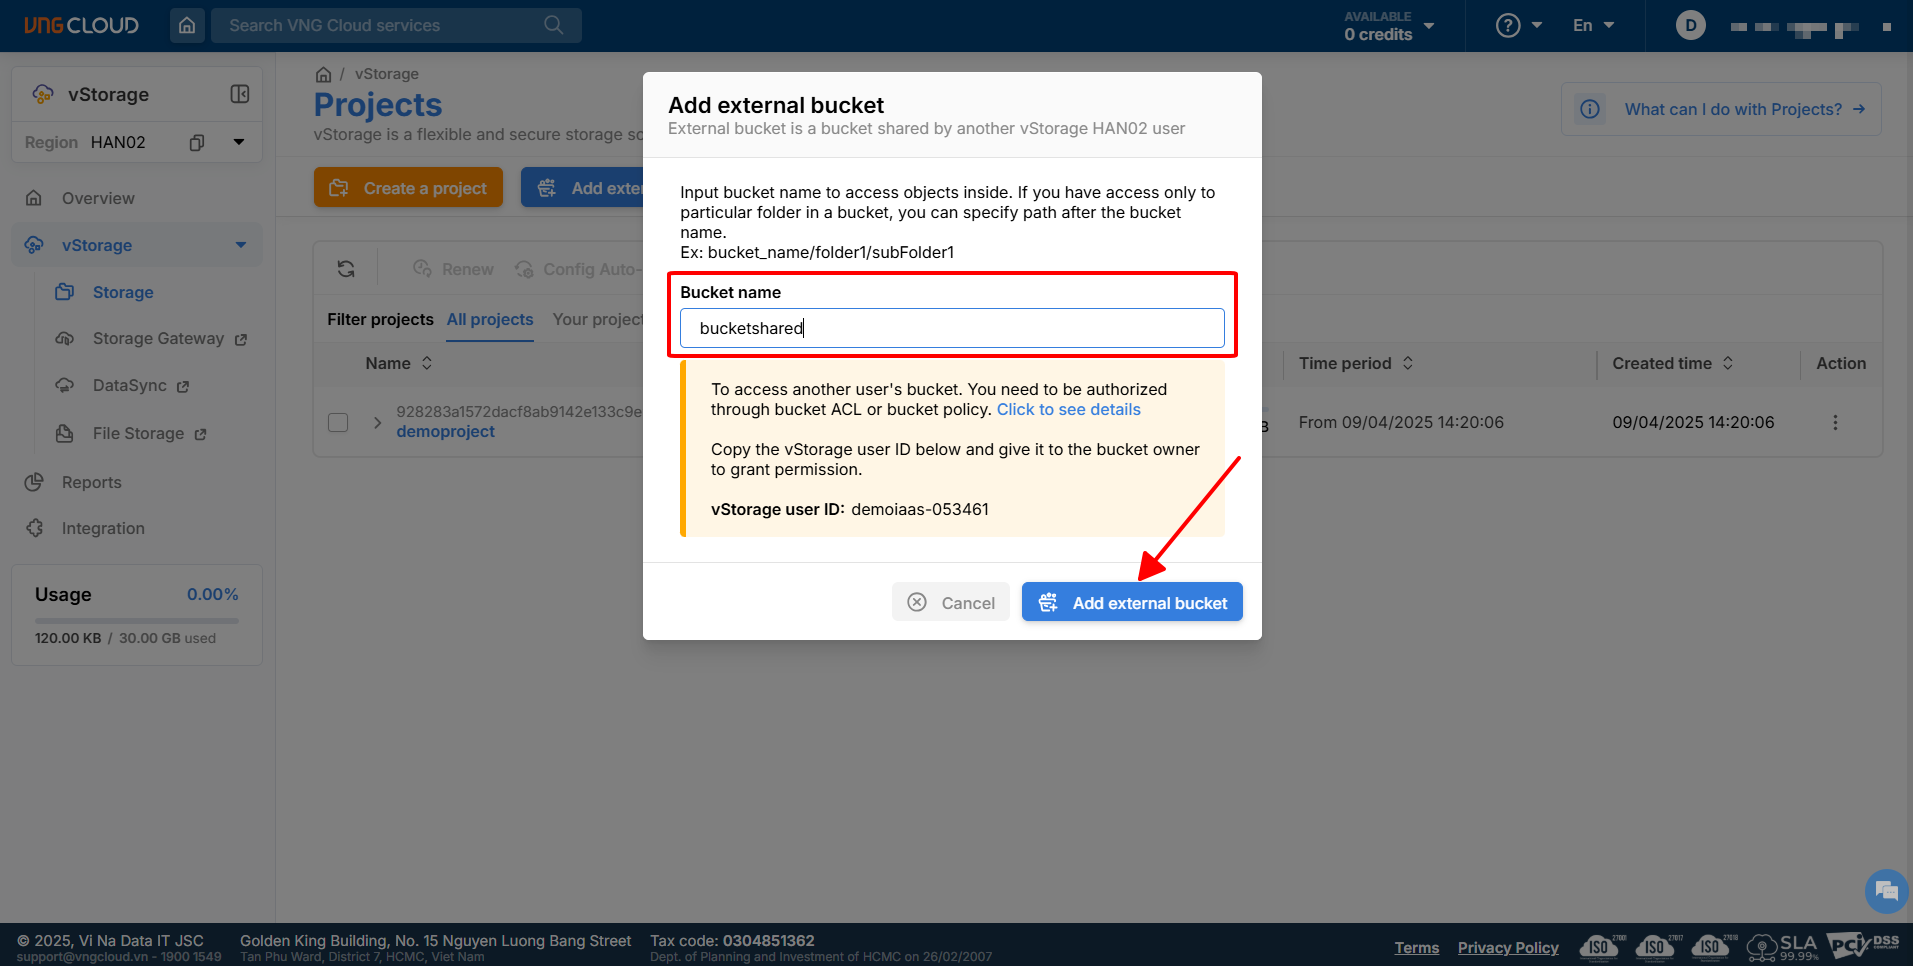 VNG CLOUD
Search VNG Cloud services
AVAILABLE
0 credits
En
D
vStorage
Region HAN02
Overview
vStorage
Storage
Storage Gateway
DataSync
File Storage
Reports
Integration
Usage 0.00%
120.00 KB / 30.00 GB used
/ vStorage
Projects
vStorage is a flexible and secure storage
What can I do with Projects?
Create a project
Add exter
Renew
Config Auto-
Filter projects All projects Your project
Name
Time period
Created time
Action
928283a1572dacf8ab9142e133c9e
demoproject
B
From 09/04/2025 14:20:06
09/04/2025 14:20:06
Add external bucket
External bucket is a bucket shared by another vStorage HAN02 user
Input bucket name to access objects inside. If you have access only to
particular folder in a bucket, you can specify path after the bucket
name.
Ex: bucket_name/folder1/subFolder1
Bucket name
bucketshared
To access another user's bucket. You need to be authorized
through bucket ACL or bucket policy. Click to see details
Copy the vStorage user ID below and give it to the bucket owner
to grant permission.
vStorage user ID: demoiaas-053461
Cancel
Add external bucket
© 2025, Vi Na Data IT JSC
support@vngcloud.vn - 1900 1549
Golden King Building, No. 15 Nguyen Luong Bang Street
Tan Phu Ward, District 7, HCMC, Viet Nam
Tax code: 0304851362
Dept. of Planning and Investment of HCMC on 26/02/2007
Terms
Privacy Policy
ISO 27001
ISO 27017
ISO 27018
SLA
99.99%
PCI DSS
COMPLIANT